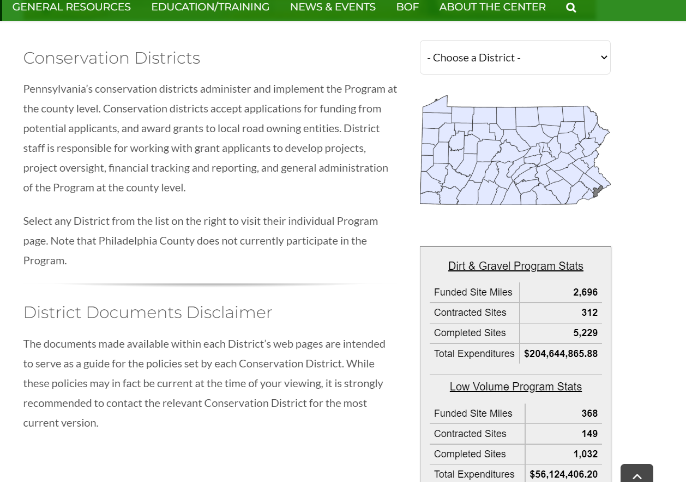 GENERAL RESOURCES EDUCATION/TRAINING NEWS & EVENTS BOF ABOUT THE CENTER
Conservation Districts
Pennsylvania's conservation districts administer and implement the Program at
the county level. Conservation districts accept applications for funding from
potential applicants, and award grants to local road owning entities. District
staff is responsible for working with grant applicants to develop projects,
project oversight, financial tracking and reporting, and general administration
of the Program at the county level.
Select any District from the list on the right to visit their individual Program
page. Note that Philadelphia County does not currently participate in the
Program.
District Documents Disclaimer
The documents made available within each District's web pages are intended
to serve as a guide for the policies set by each Conservation District. While
these policies may in fact be current at the time of your viewing, it is strongly
recommended to contact the relevant Conservation District for the most
current version.
- Choose a District -
Dirt & Gravel Program Stats
Funded Site Miles 2,696
Contracted Sites 312
Completed Sites 5,229
Total Expenditures $204,644,865.88
Low Volume Program Stats
Funded Site Miles 368
Contracted Sites 149
Completed Sites 1,032
Total Expenditures $56,124,406.20